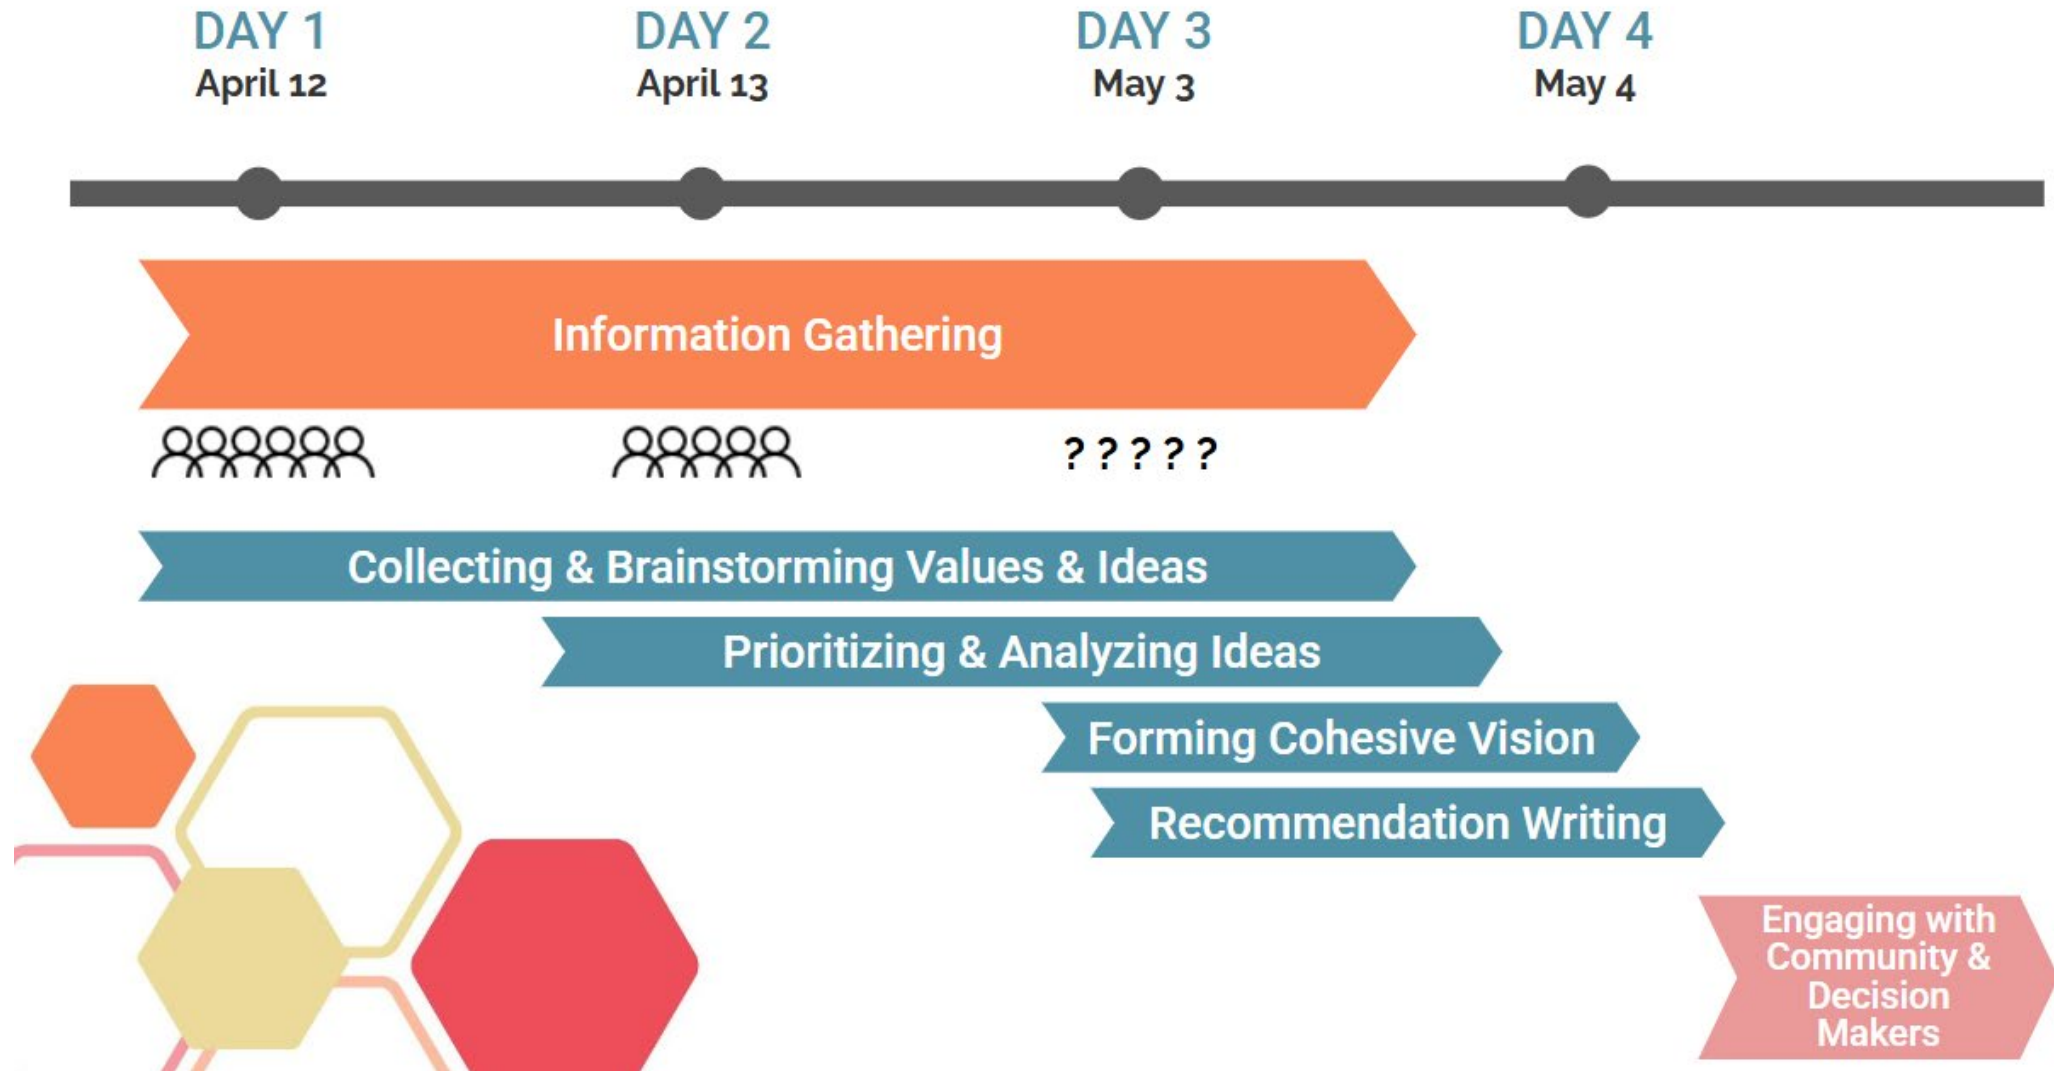 DAY 1
April 12
DAY 2
April 13
DAY 3
May 3
DAY 4
May 4
Information Gathering
? ? ? ? ?
Collecting & Brainstorming Values & Ideas
Prioritizing & Analyzing Ideas
Forming Cohesive Vision
Recommendation Writing
Engaging with
Community &
Decision
Makers